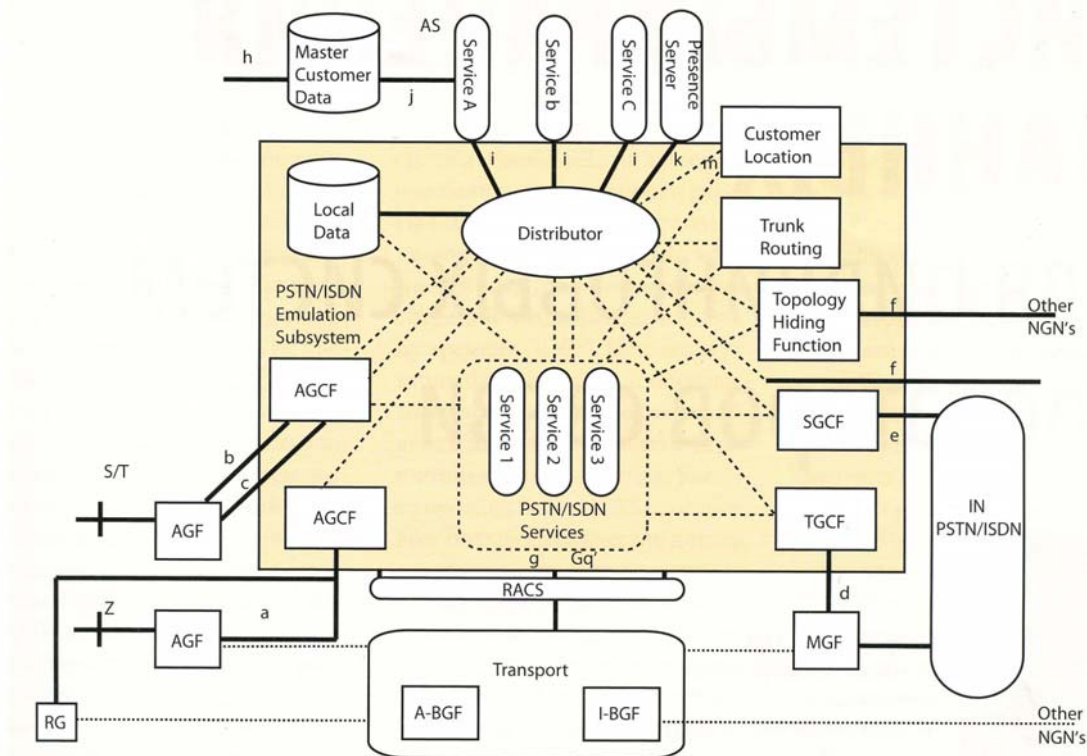 AS
h
Master
Customer
Data
j
Service A
Service b
Service C
Presence
Server
i
i
i
k
m
Customer
Location
Local
Data
Distributor
Trunk
Routing
PSTN/ISDN
Emulation
Subsystem
Topology
Hiding
Function
f
Other
NGN's
f
AGCF
Service 1
Service 2
Service 3
SGCF
e
b
c
S/T
AGF
AGCF
PSTN/ISDN
Services
TGCF
IN
PSTN/ISDN
g
Gq'
RACS
d
Z
a
AGF
MGF
Transport
A-BGF
I-BGF
RG
Other
NGN's